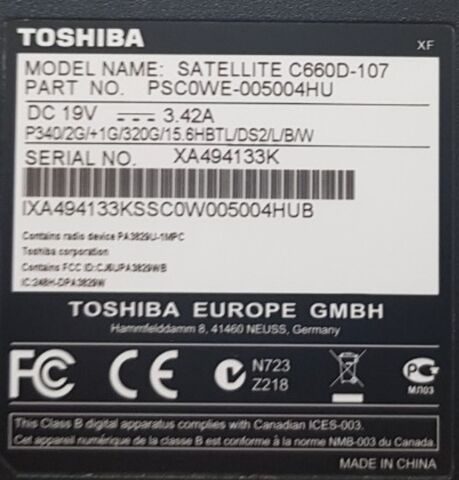 TOSHIBA
XF
MODEL NAME: SATELLITE C660D-107
PART NO. PSC0WE-005004HU
DC 19V 3.42A
P340/2G/+1G/320G/15.6HBTL/DS2/L/B/W
SERIAL NO. XA494133K
IXA494133KSSC0W005004HUB
Contains radio device PA3829U-1MPC
Toshiba corporation
Contains FCC ID:CJ6UPA3829WB
IC:248H-DPA3829W
TOSHIBA EUROPE GMBH
Hammfelddamm 8, 41460 NEUSS, Germany
FC CE N723
Z218
PG
МЛ03
This Class B digital apparatus complies with Canadian ICES-003.
Cet appareil numérique de la classe B est conforme à la norme NMB-003 du Canada.
MADE IN CHINA